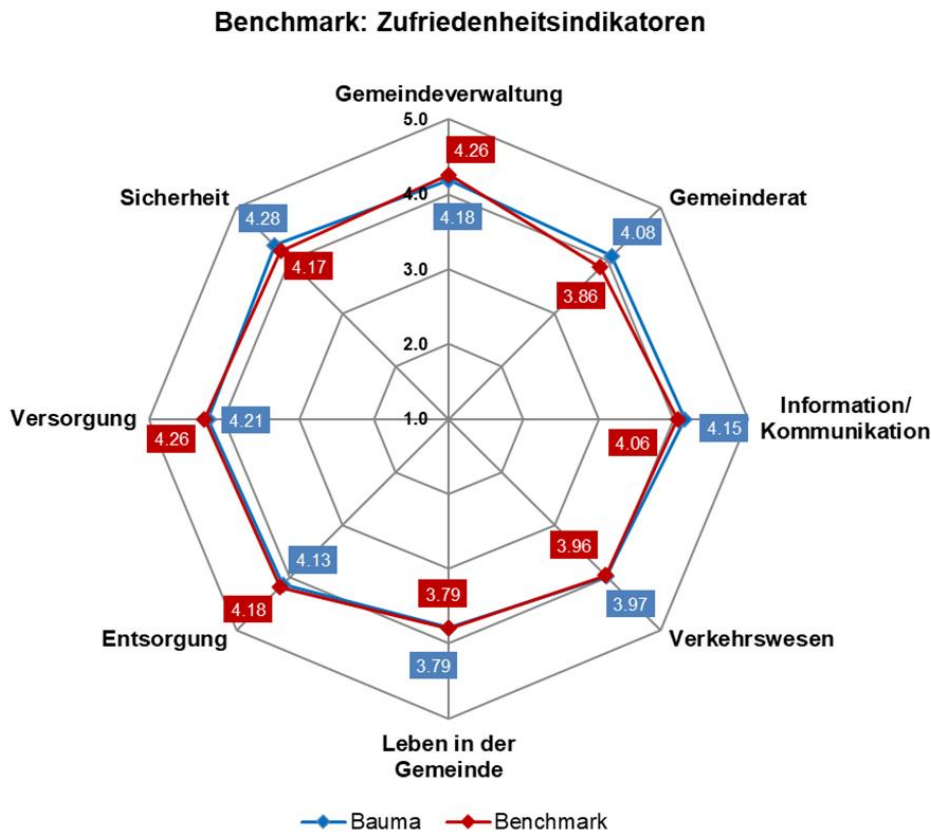 Benchmark: Zufriedenheitsindikatoren
Gemeindeverwaltung
5.0
4.26
Sicherheit
Gemeinderat
4.0
4.28
4.18
4.08
4.17
3.0
3.86
2.0
Versorgung
4.26
4.21
1.0
4.06
4.15
Information/
Kommunikation
4.13
3.96
4.18
3.79
3.97
Entsorgung
Verkehrswesen
3.79
Leben in der
Gemeinde
Bauma
Benchmark